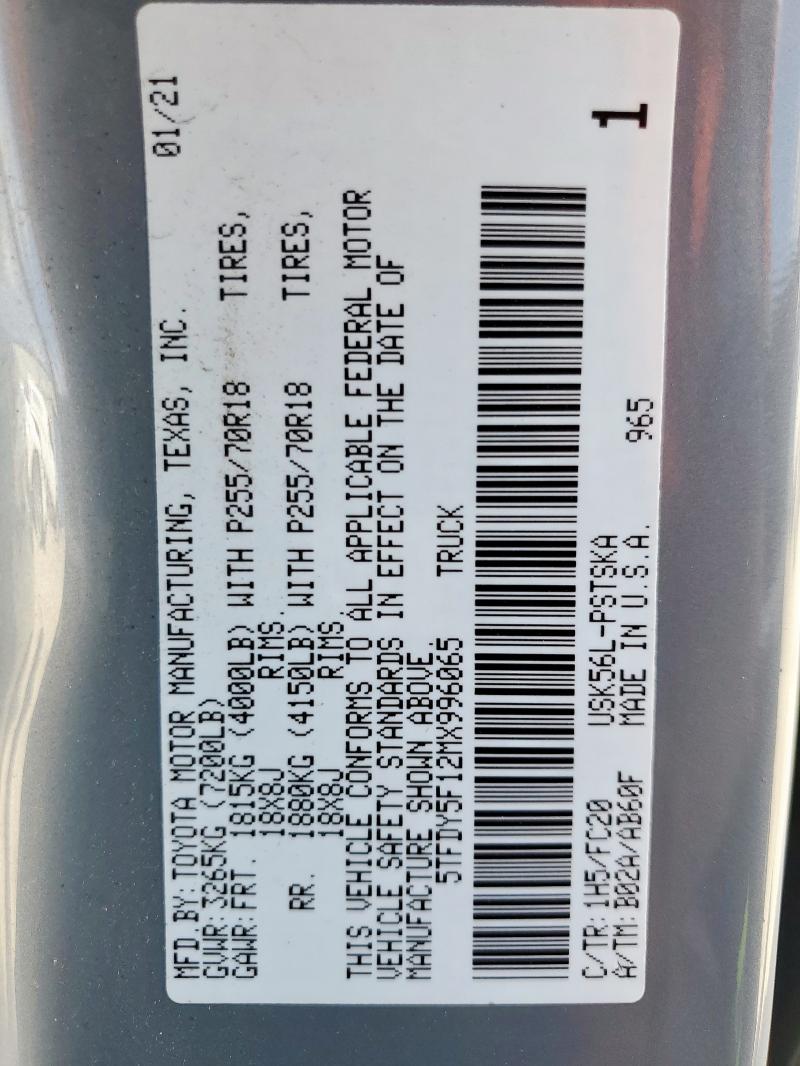 MFD.BY: TOYOTA MOTOR MANUFACTURING, TEXAS, INC. 01/21
GVWR: 3265KG (7200LB)
GAWR: FRT. 1815KG (4000LB) WITH P255/70R18 TIRES,
18X8J RIMS.
RR. 1880KG (4150LB) WITH P255/70R18 TIRES,
18X8J RIMS.
THIS VEHICLE CONFORMS TO ALL APPLICABLE FEDERAL MOTOR
VEHICLE SAFETY STANDARDS IN EFFECT ON THE DATE OF
MANUFACTURE SHOWN ABOVE.
5TFDY5F12MX996065 TRUCK
C/TR: 1H5/FC20 USK56L-PSTSKA 1
A/TM: B02A/AB60F MADE IN U.S.A. 965